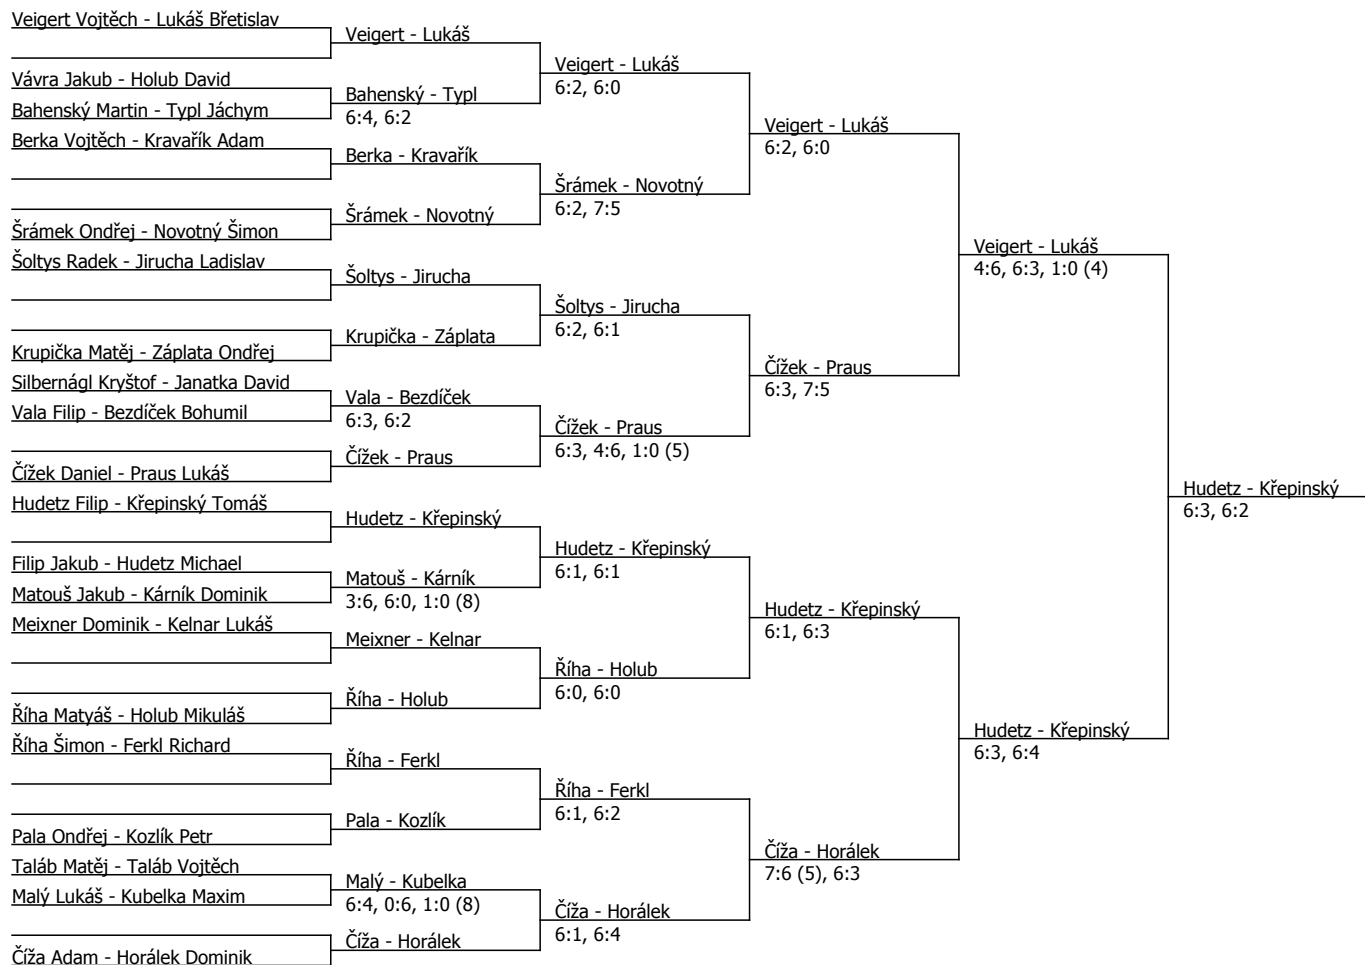 Veigert Vojtěch - Lukáš Břetislav
Vávra Jakub - Holub David
Bahenský Martin - Typl Jáchym
Berka Vojtěch - Kravařík Adam
Šrámek Ondřej - Novotný Šimon
Šoltys Radek - Jirucha Ladislav
Krupička Matěj - Záplata Ondřej
Silbernágl Kryštof - Janatka David
Vala Filip - Bezdíček Bohumil
Čížek Daniel - Praus Lukáš
Hudetz Filip - Křepinský Tomáš
Filip Jakub - Hudetz Michael
Matouš Jakub - Kárník Dominik
Meixner Dominik - Kelnar Lukáš
Říha Matyáš - Holub Mikuláš
Říha Šimon - Ferkl Richard
Pala Ondřej - Kozlík Petr
Taláb Matěj - Taláb Vojtěch
Malý Lukáš - Kubelka Maxim
Číža Adam - Horálek Dominik
Veigert - Lukáš
Bahenský - Typl
6:4, 6:2
Berka - Kravařík
Šrámek - Novotný
Šoltys - Jirucha
Krupička - Záplata
Vala - Bezdíček
6:3, 6:2
Čížek - Praus
Hudetz - Křepinský
Matouš - Kárník
3:6, 6:0, 1:0 (8)
Meixner - Kelnar
Říha - Holub
Říha - Ferkl
Pala - Kozlík
Malý - Kubelka
6:4, 0:6, 1:0 (8)
Číža - Horálek
Veigert - Lukáš
6:2, 6:0
Šrámek - Novotný
6:2, 7:5
Šoltys - Jirucha
6:2, 6:1
Čížek - Praus
6:3, 4:6, 1:0 (5)
Hudetz - Křepinský
6:1, 6:1
Říha - Holub
6:0, 6:0
Říha - Ferkl
6:1, 6:2
Číža - Horálek
6:1, 6:4
Veigert - Lukáš
6:2, 6:0
Čížek - Praus
6:3, 7:5
Hudetz - Křepinský
6:1, 6:3
Číža - Horálek
7:6 (5), 6:3
Veigert - Lukáš
4:6, 6:3, 1:0 (4)
Hudetz - Křepinský
6:3, 6:4
Hudetz - Křepinský
6:3, 6:2